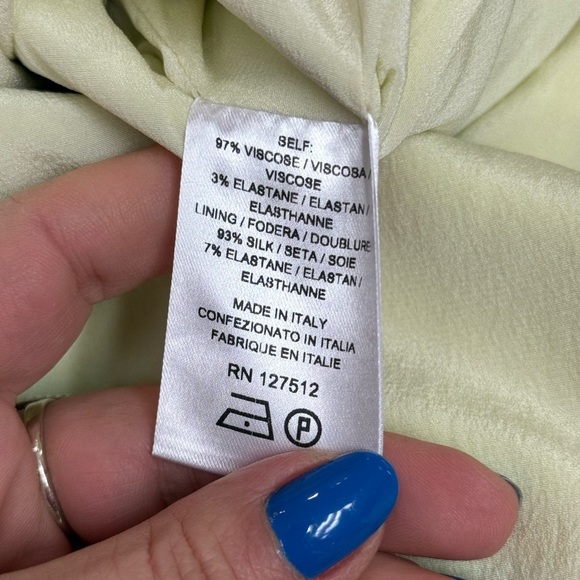 SELF:
97% VISCOSE / VISCOSA /
VISCOSE
3% ELASTANE / ELASTAN /
ELASTHANNE
LINING / FODERA / DOUBLURE
93% SILK / SETA / SOIE
7% ELASTANE / ELASTAN /
ELASTHANNE
MADE IN ITALY
CONFEZIONATO IN ITALIA
FABRIQUE EN ITALIE
RN 127512
P